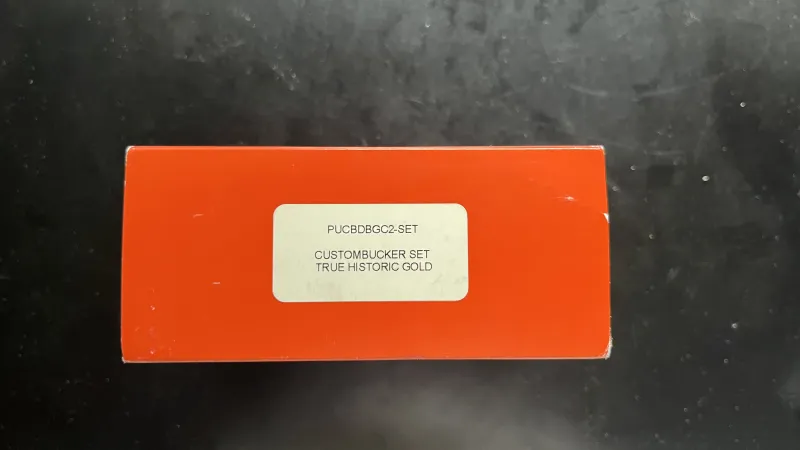 PUCBDBGC2-SET
CUSTOMBUCKER SET
TRUE HISTORIC GOLD